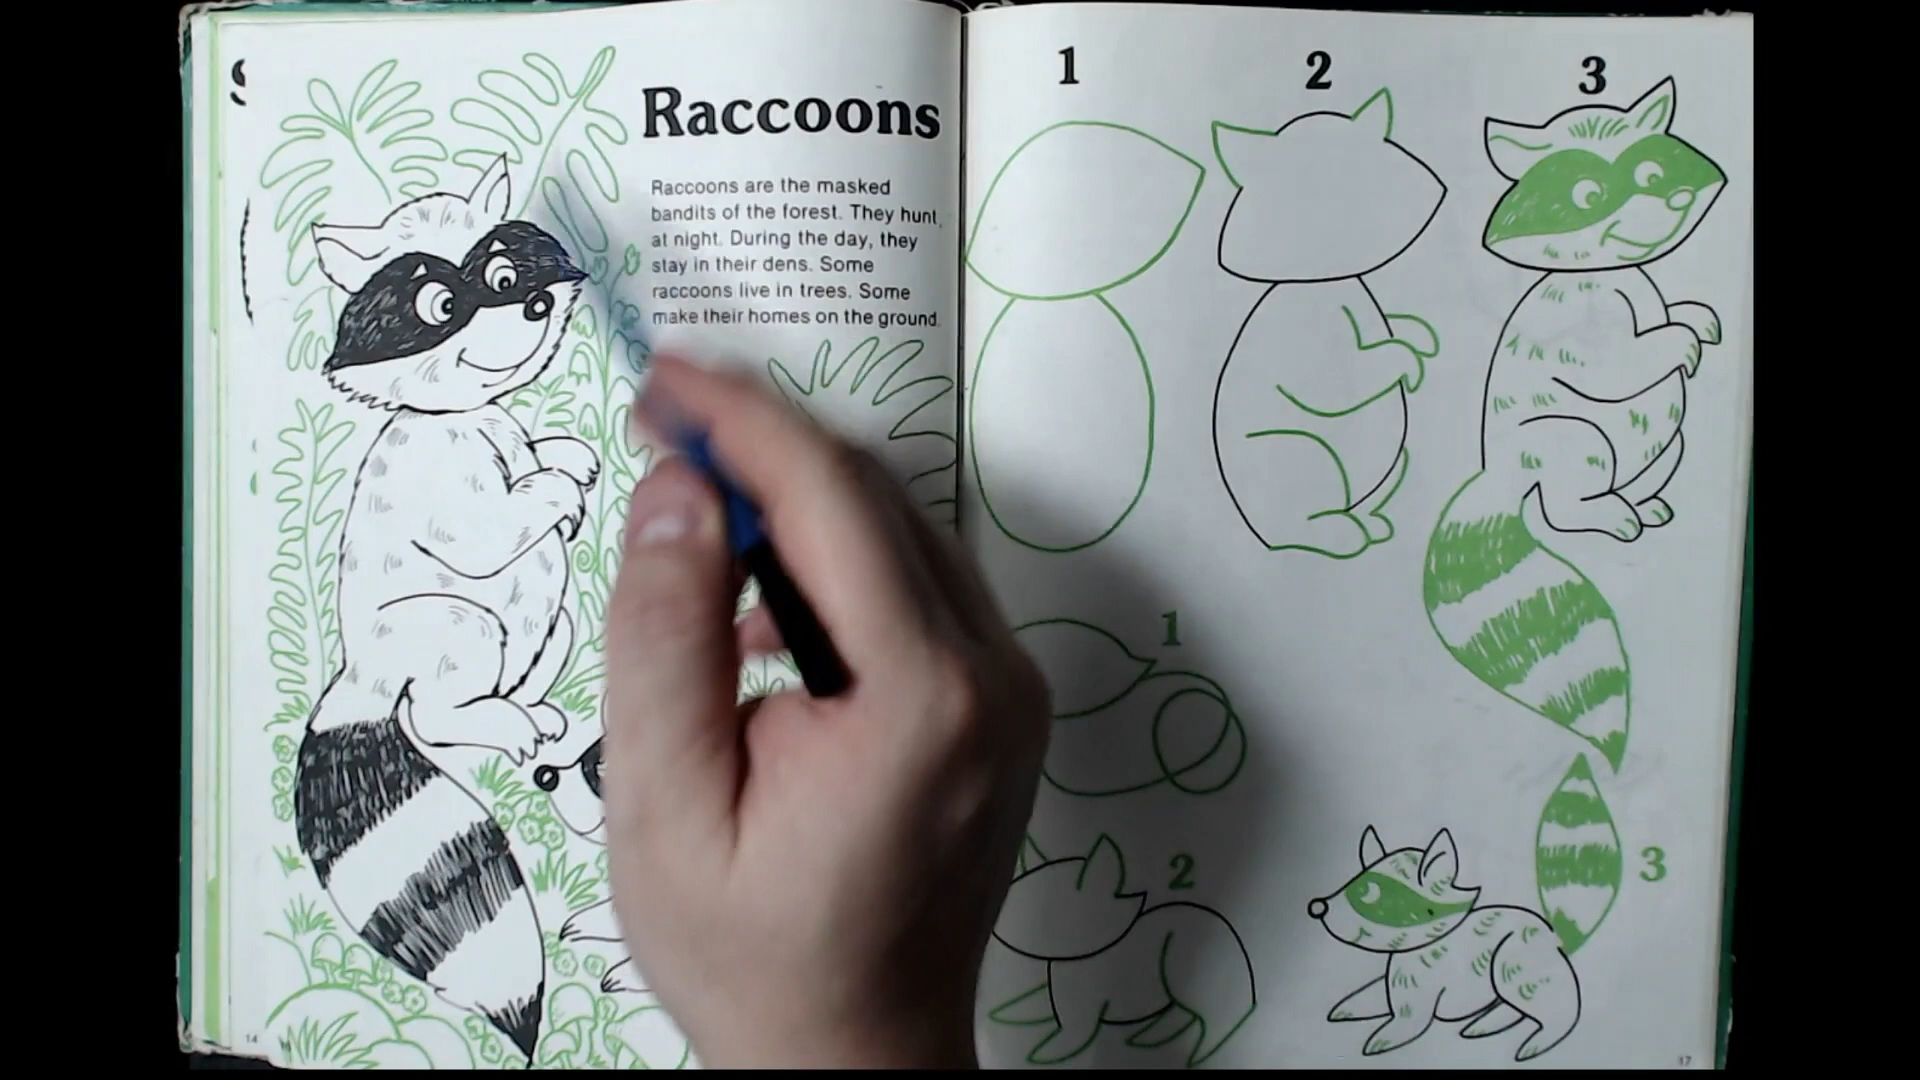 Raccoons
Raccoons are the masked
bandits of the forest. They hunt
at night. During the day, they
stay in their dens. Some
raccoons live in trees. Some
make their homes on the ground.
14
1
2
3
1
2
3
17